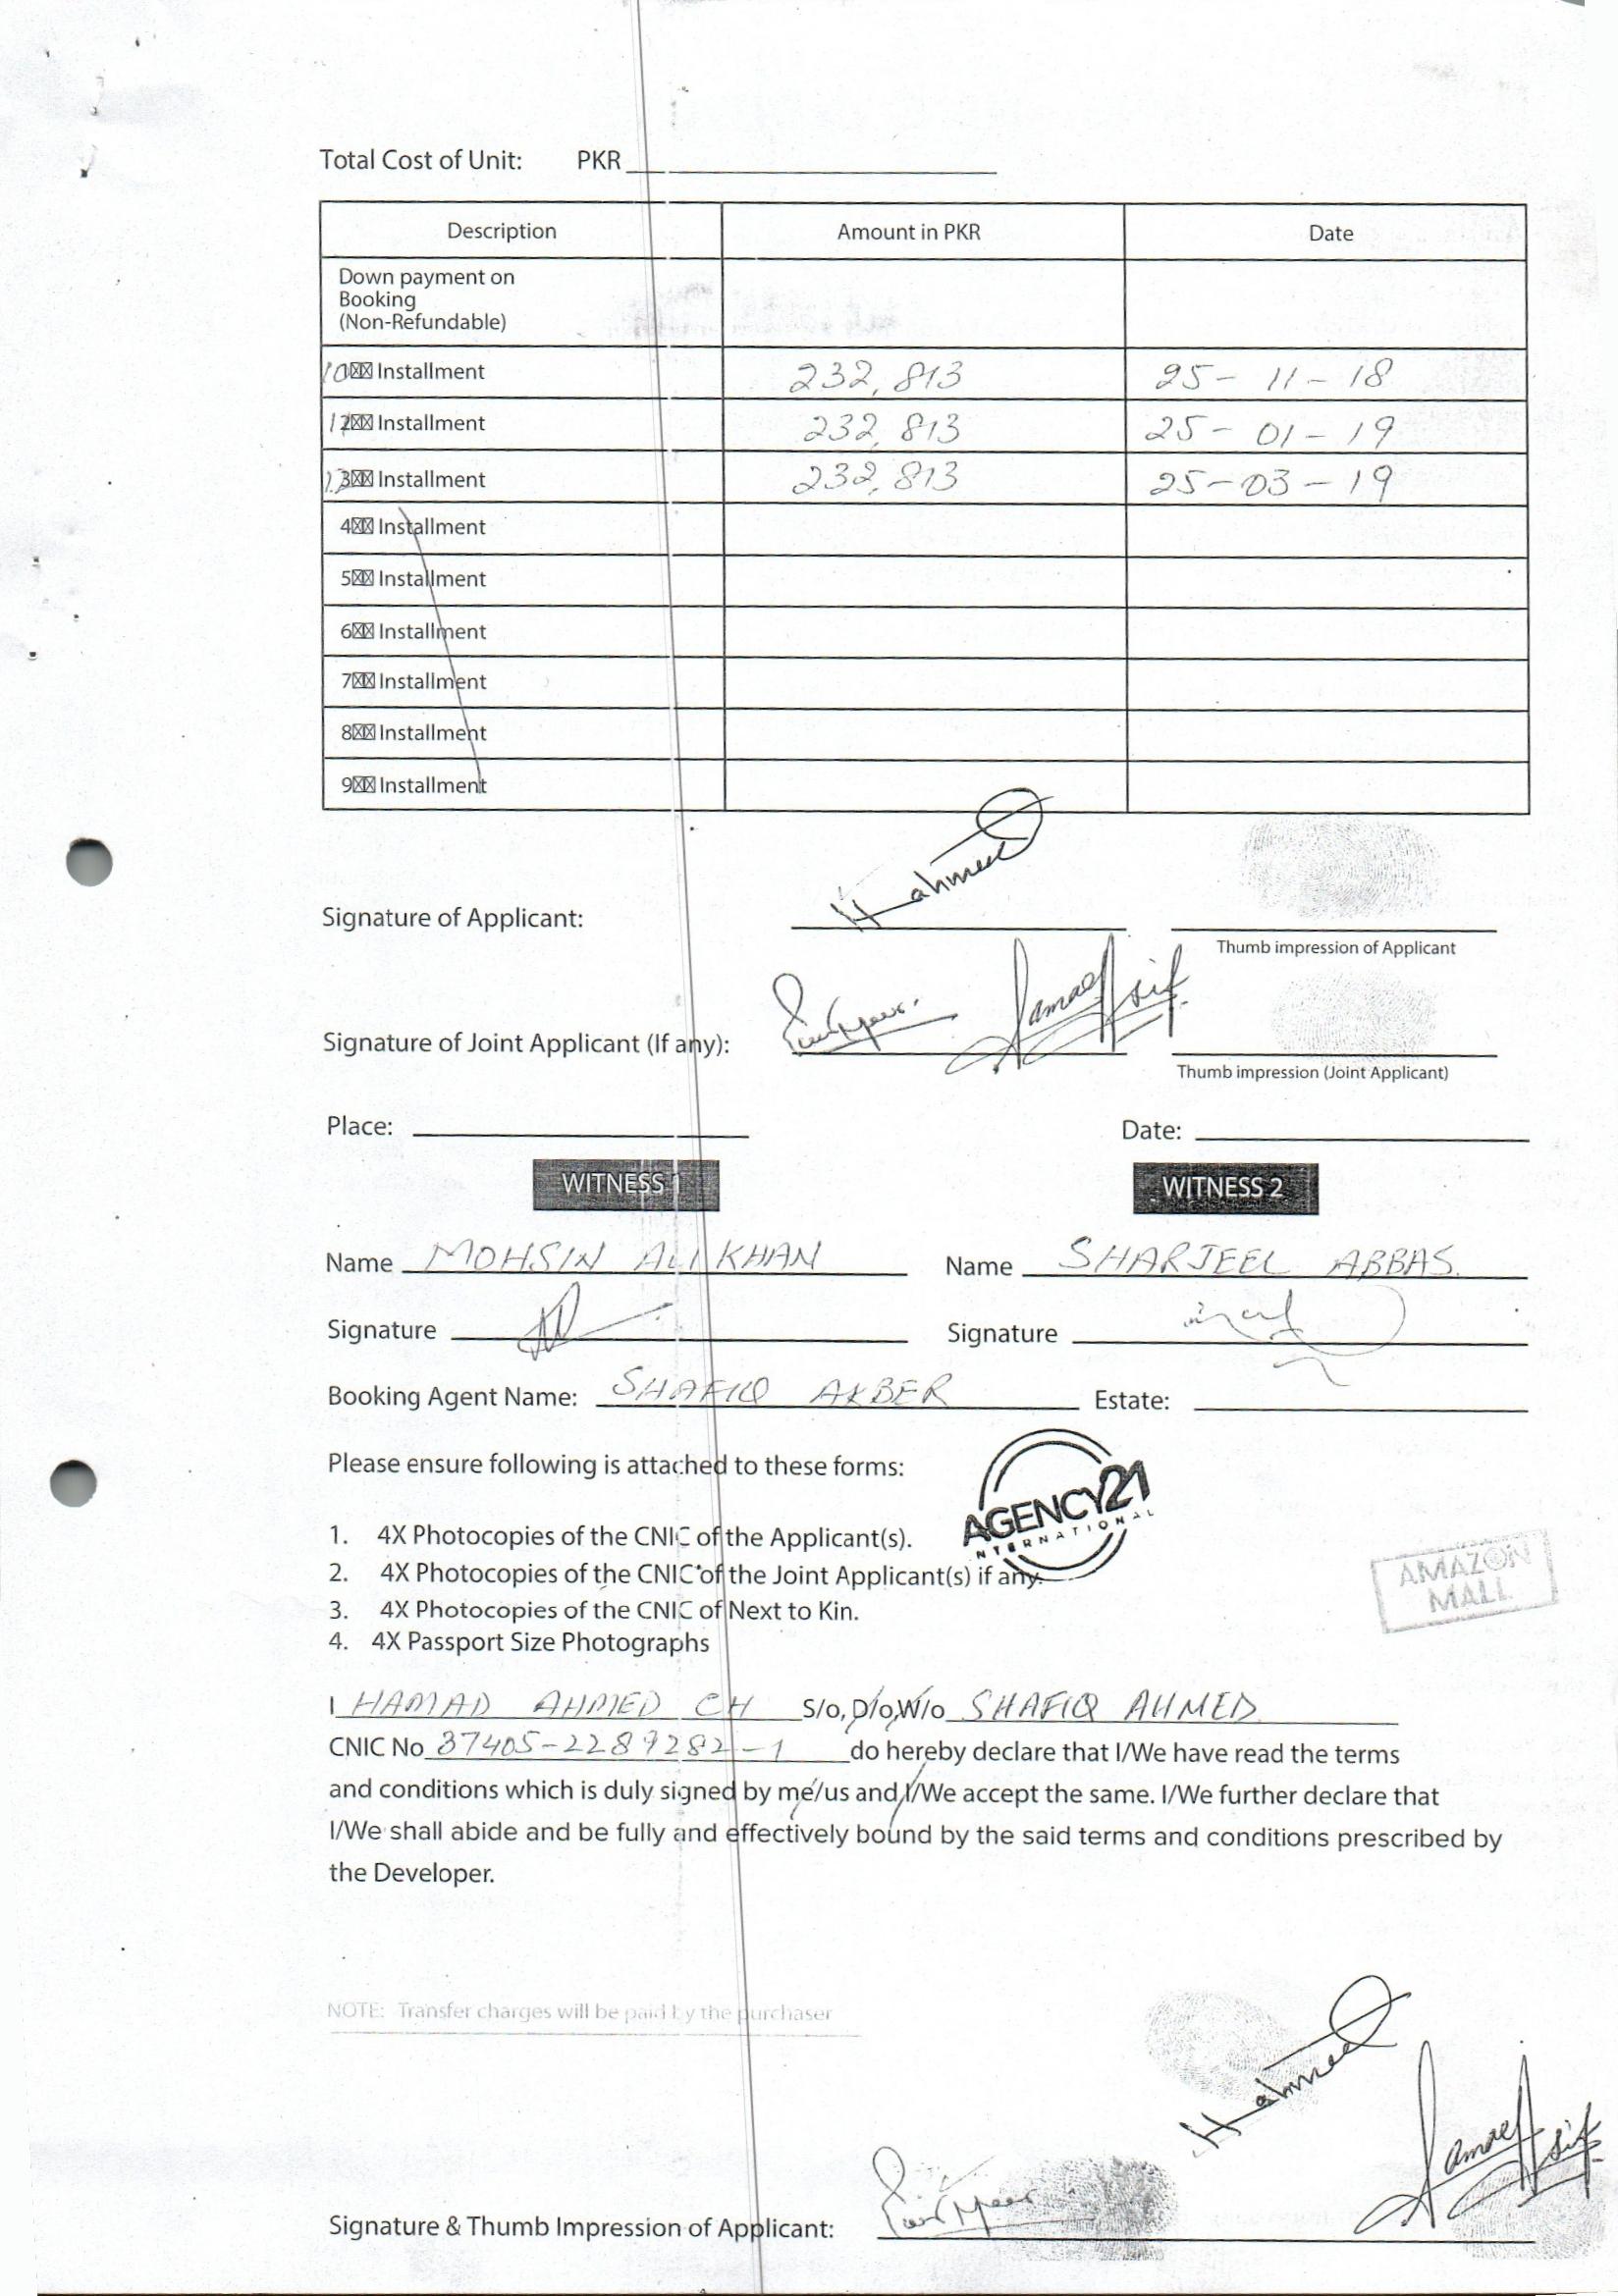 Total Cost of Unit: PKR
Description Amount in PKR Date
Down payment on
Booking
(Non-Refundable)
10 Installment 232,813 25-11-18
11 Installment 232,813 25-01-19
12 Installment 232,813 25-03-19
4 Installment
5 Installment
6 Installment
7 Installment
8 Installment
9 Installment
Signature of Applicant: Hahmed
Thumb impression of Applicant
Signature of Joint Applicant (If any):
Thumb impression (Joint Applicant)
Place: Date:
WITNESS 1 WITNESS 2
Name MOHSIN ALI KHAN Name SHARJEEL ABBAS.
Signature Signature
Booking Agent Name: SHAFIQ AKBER Estate:
Please ensure following is attached to these forms:
AGENCY21
INTERNATIONAL
1. 4X Photocopies of the CNIC of the Applicant(s).
2. 4X Photocopies of the CNIC of the Joint Applicant(s) if any.
3. 4X Photocopies of the CNIC of Next to Kin.
4. 4X Passport Size Photographs
AMAZON
MALL
I HAMAD AHMED CH S/o, D/o, W/o SHAFIQ AHMED
CNIC No 37405-2289282-1 do hereby declare that I/We have read the terms
and conditions which is duly signed by me/us and I/We accept the same. I/We further declare that
I/We shall abide and be fully and effectively bound by the said terms and conditions prescribed by
the Developer.
NOTE: Transfer charges will be paid by the purchaser
Hahmed
Signature & Thumb Impression of Applicant: